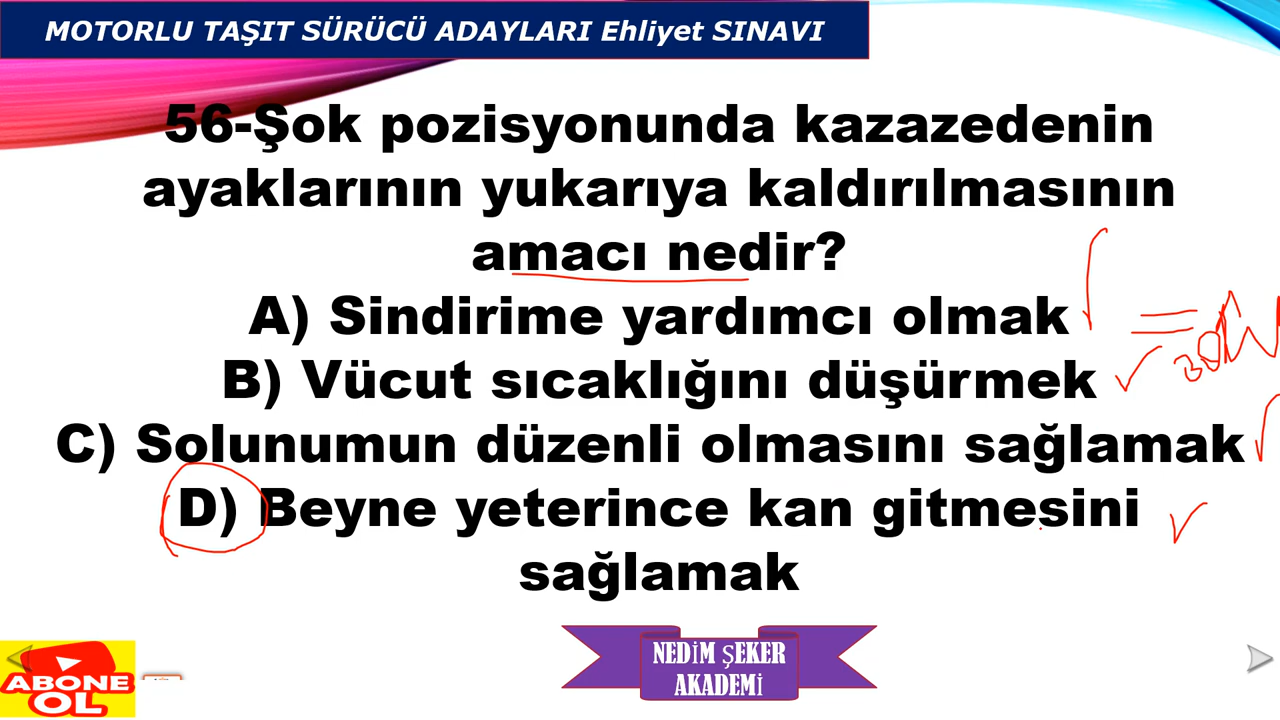 MOTORLU TAŞIT SÜRÜCÜ ADAYLARI Ehliyet SINAVI
56-Şok pozisyonunda kazazedenin
ayaklarının yukarıya kaldırılmasının
amacı nedir?
A) Sindirime yardımcı olmak
B) Vücut sıcaklığını düşürmek
C) Solunumun düzenli olmasını sağlamak
D) Beyne yeterince kan gitmesini
sağlamak
NEDİM ŞEKER
AKADEMİ
ABONE
OL